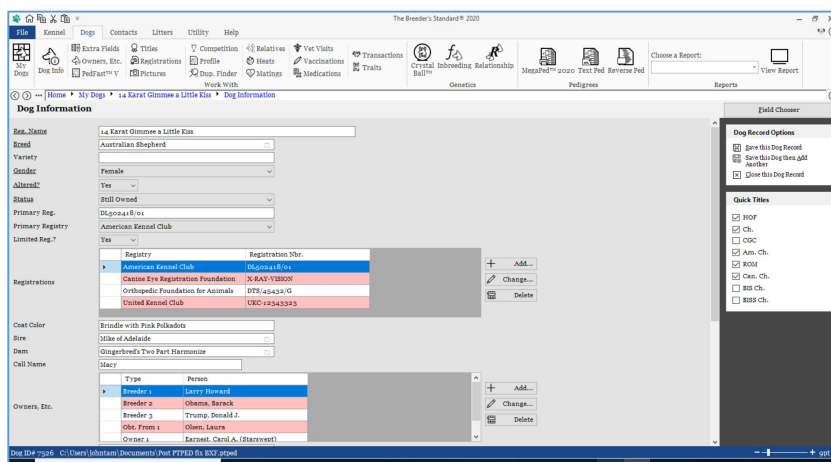 The Breeder's Standard® 2020
File Kennel Dogs Contacts Litters Utility Help
My Dogs
Dog Info
Extra Fields
Owners, Etc.
PedFast™ V
Titles
Registrations
Pictures
Competition
Profile
Dup. Finder
Relatives
Heats
Matings
Vet Visits
Vaccinations
Medications
Transactions
Traits
Work With
Crystal Ball™
Inbreeding
Relationship
Genetics
MegaPed™ 2020
Text Ped
Reverse Ped
Pedigrees
Choose a Report:
View Report
Reports
Home My Dogs 14 Karat Gimmee a Little Kiss Dog Information
Dog Information
Field Chooser
Reg. Name 14 Karat Gimmee a Little Kiss
Breed Australian Shepherd
Variety
Gender Female
Altered? Yes
Status Still Owned
Primary Reg. DL502418/01
Primary Registry American Kennel Club
Limited Reg.? Yes
Registrations
Registry Registration Nbr.
American Kennel Club DL502418/01
Canine Eye Registration Foundation X-RAY-VISION
Orthopedic Foundation for Animals DTS/45432/G
United Kennel Club UKC-12343323
Add...
Change...
Delete
Coat Color Brindle with Pink Polkadots
Sire Mike of Adelaide
Dam Gingerbred's Two Part Harmonize
Call Name Macy
Owners, Etc.
Type Person
Breeder 1 Larry Howard
Breeder 2 Obama, Barack
Breeder 3 Trump, Donald J.
Obt. From 1 Olsen, Laura
Owner 1 Earnest, Carol A. (Starswept)
Add...
Change...
Delete
Dog Record Options
Save this Dog Record
Save this Dog then Add
Another
Close this Dog Record
Quick Titles
HOF
Ch.
CGC
Am. Ch.
ROM
Can. Ch.
BIS Ch.
BISS Ch.
Dog ID# 7526 C:\Users\johntam\Documents\Post PTPED fix BXF.ptped
9pt